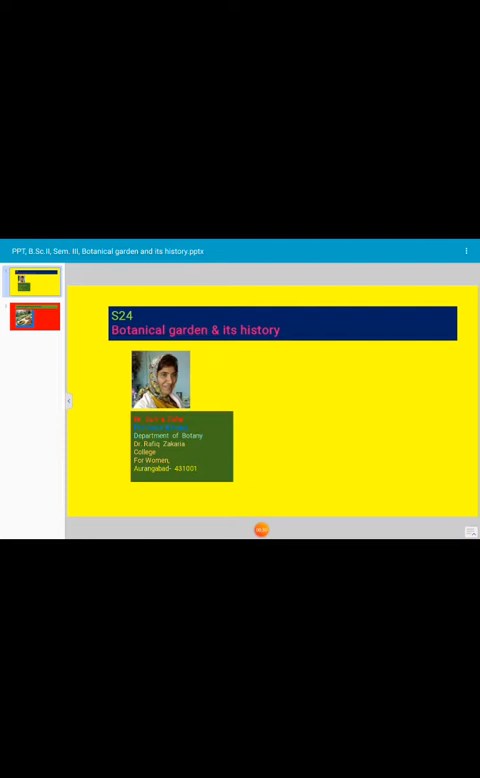 PPT, B.Sc.II, Sem. III, Botanical garden and its history.pptx
S24
Botanical garden & its history
Department of Botany
Dr. Rafiq Zakaria
College
For Women,
Aurangabad- 431001